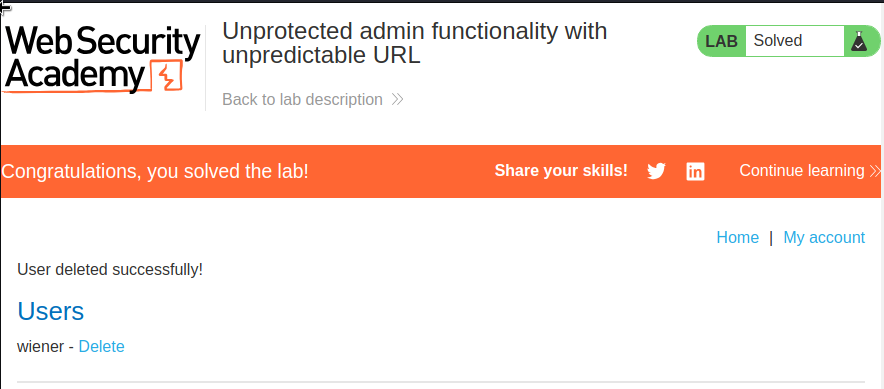 Web Security
Academy
Unprotected admin functionality with
unpredictable URL
Back to lab description
LAB Solved
Congratulations, you solved the lab!
Share your skills!
Continue learning
Home | My account
User deleted successfully!
Users
wiener - Delete